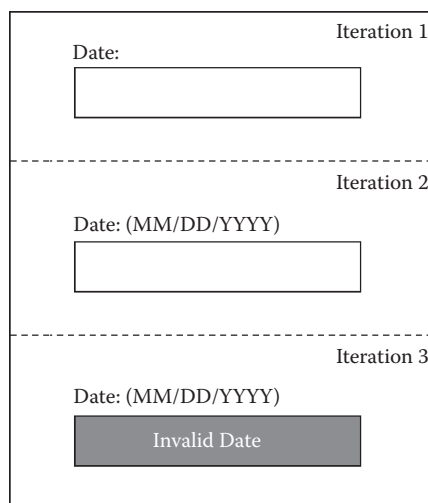 Iteration 1
Date:
Iteration 2
Date: (MM/DD/YYYY)
Iteration 3
Date: (MM/DD/YYYY)
Invalid Date